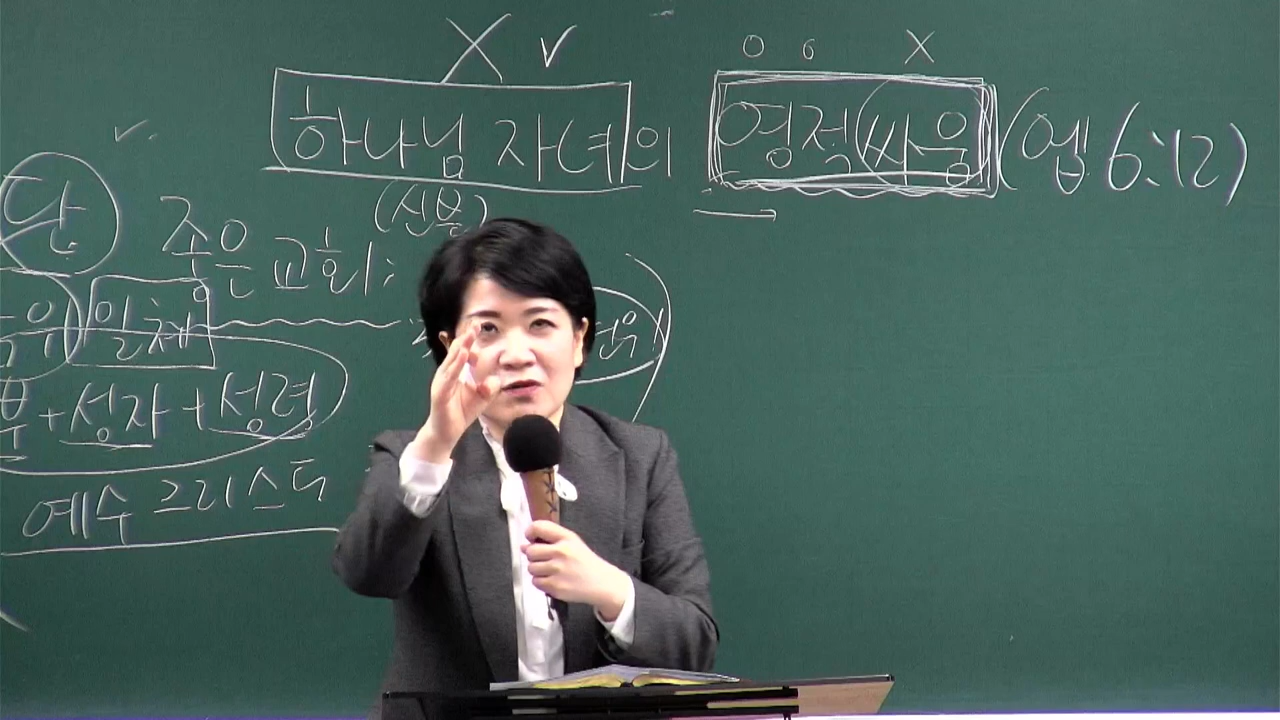 하나님 자녀의 영적 싸움 (엡 6:12)
(신분)
단 좋은 교회:
일체
+성자+성령
예수 그리스도